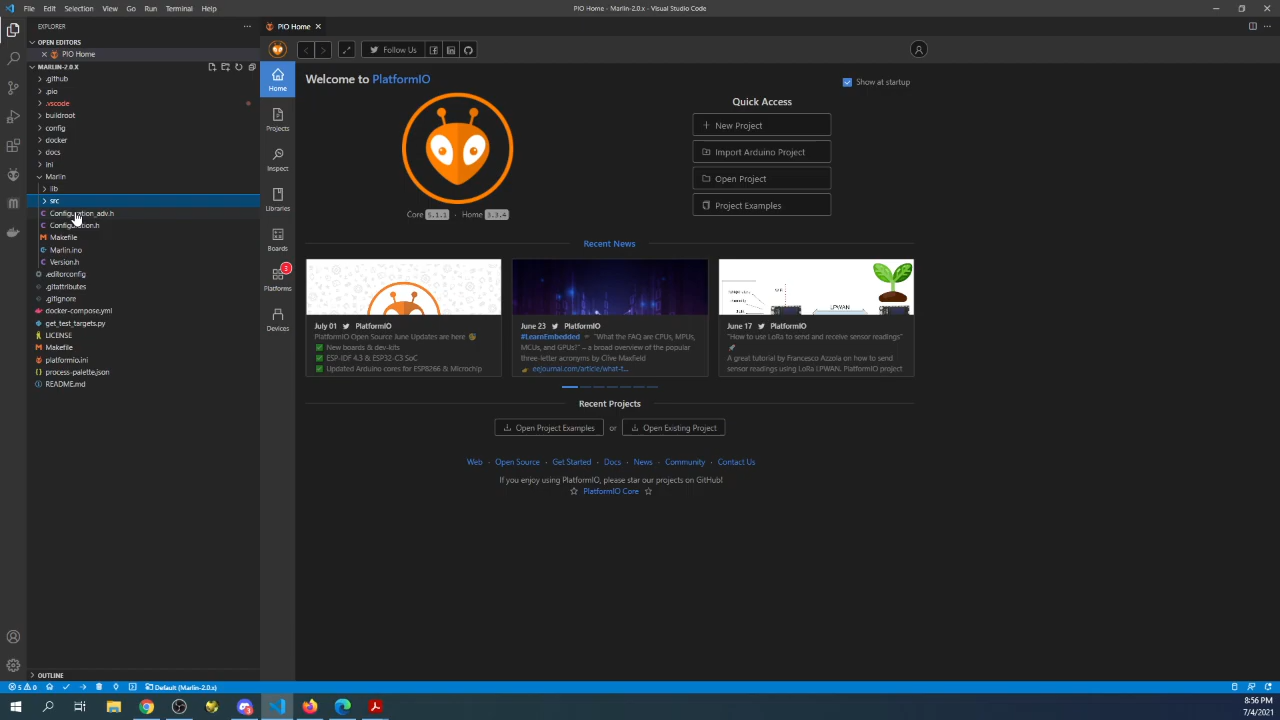 File Edit Selection View Go Run Terminal Help
PIO Home - Marlin-2.0.x - Visual Studio Code
EXPLORER
OPEN EDITORS
PIO Home
MARLIN-2.0.X
.github
.pio
.vscode
buildroot
config
docker
docs
ini
Marlin
lib
src
Configuration_adv.h
Configuration.h
Makefile
Marlin.ino
Version.h
.editorconfig
.gitattributes
.gitignore
docker-compose.yml
get_test_targets.py
LICENSE
Makefile
platformio.ini
process-palette.json
README.md
OUTLINE
PIO Home
Follow Us
Home
Projects
Inspect
Libraries
Boards
3
Platforms
Devices
Welcome to PlatformIO
Show at startup
Core 5.1.1 · Home 3.3.4
Quick Access
New Project
Import Arduino Project
Open Project
Project Examples
Recent News
July 01 PlatformIO
PlatformIO Open Source June Updates are here
New boards & dev-kits
ESP-IDF 4.3 & ESP32-C3 SoC
Updated Arduino cores for ESP8266 & Microchip
June 23 PlatformIO
#LearnEmbedded "What the FAQ are CPUs, MPUs,
MCUs, and GPUs?" – a broad overview of the popular
three-letter acronyms by Clive Maxfield
eejournal.com/article/what-t...
LPWAN
June 17 PlatformIO
"How to use LoRa to send and receive sensor readings"
A great tutorial by Francesco Azzola on how to send
sensor readings using LoRa LPWAN, PlatformIO project
Recent Projects
Open Project Examples or Open Existing Project
Web · Open Source · Get Started · Docs · News · Community · Contact Us
If you enjoy using PlatformIO, please star our projects on GitHub!
PlatformIO Core
5 0
Default (Marlin-2.0.x)
8:56 PM
7/4/2021